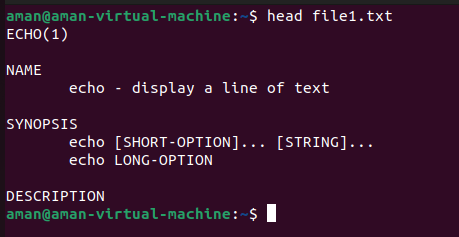 aman@aman-virtual-machine:~$ head file1.txt
ECHO(1)
NAME
echo - display a line of text
SYNOPSIS
echo [SHORT-OPTION]... [STRING]...
echo LONG-OPTION
DESCRIPTION
aman@aman-virtual-machine:~$